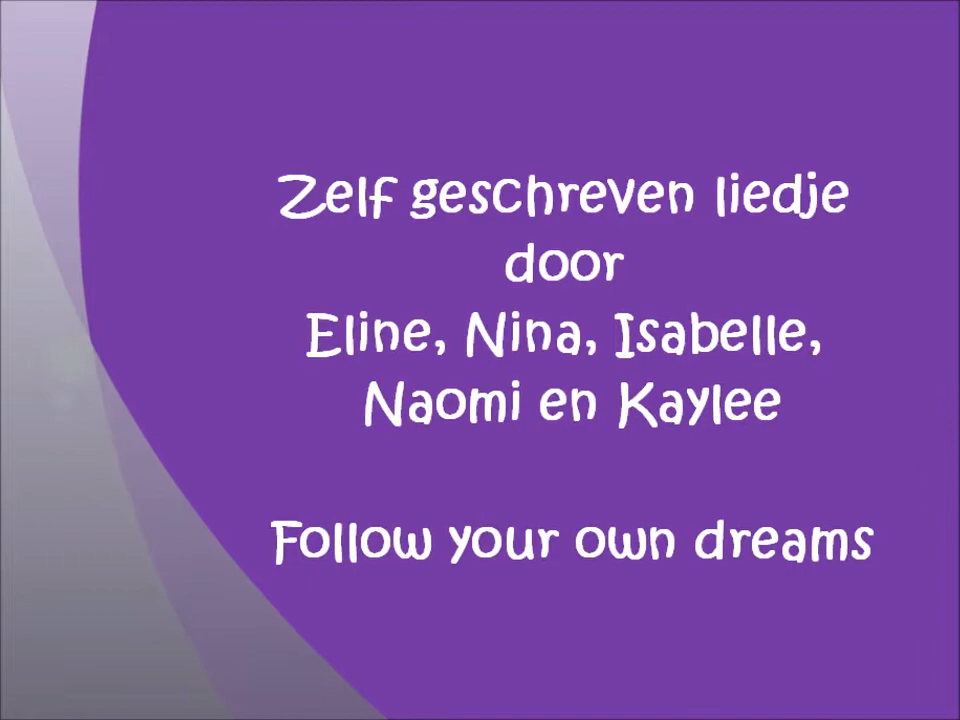 Zelf geschreven liedje
door
Eline, Nina, Isabelle,
Naomi en Kaylee
Follow your own dreams